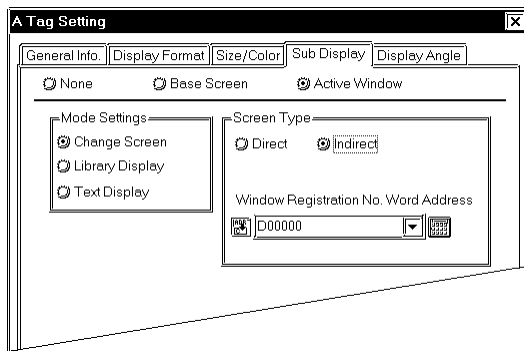 A Tag Setting
General Info. Display Format Size/Color Sub Display Display Angle
None Base Screen Active Window
Mode Settings
Change Screen
Library Display
Text Display
Screen Type
Direct Indirect
Window Registration No. Word Address
D00000